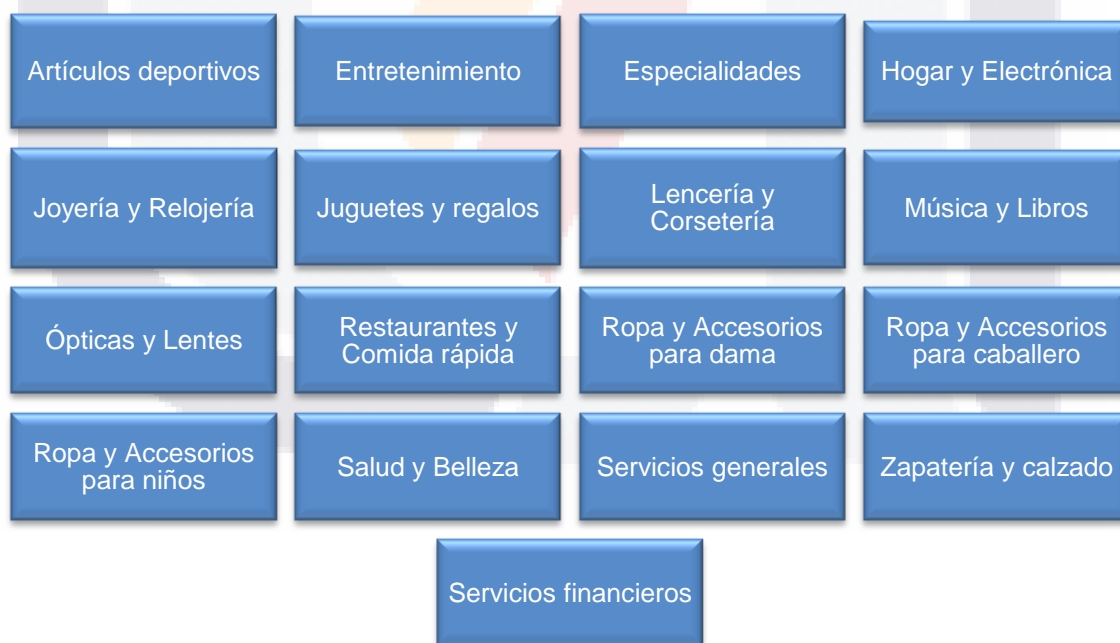 Artículos deportivos
Entretenimiento
Especialidades
Hogar y Electrónica
Joyería y Relojería
Juguetes y regalos
Lencería y
Corsetería
Música y Libros
Ópticas y Lentes
Restaurantes y
Comida rápida
Ropa y Accesorios
para dama
Ropa y Accesorios
para caballero
Ropa y Accesorios
para niños
Salud y Belleza
Servicios generales
Zapatería y calzado
Servicios financieros